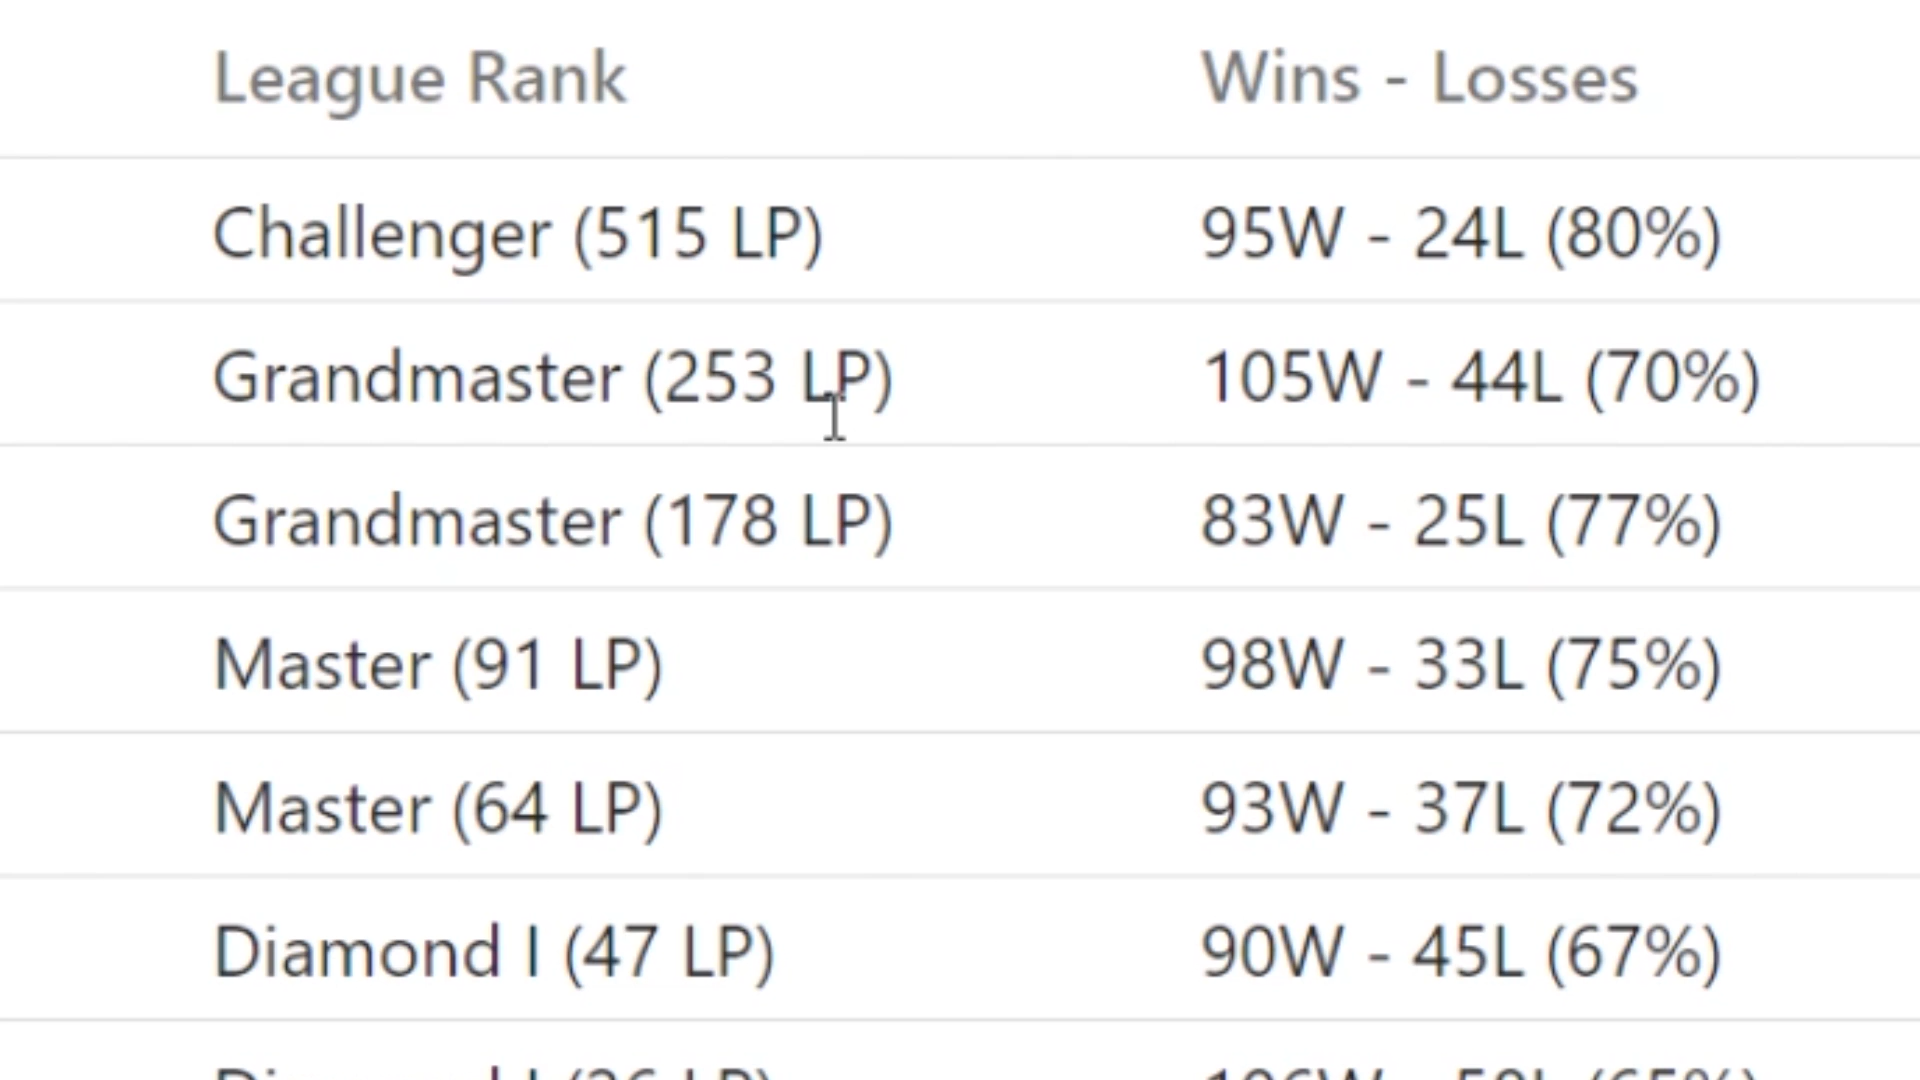 League Rank Wins - Losses
Challenger (515 LP) 95W - 24L (80%)
Grandmaster (253 LP) 105W - 44L (70%)
Grandmaster (178 LP) 83W - 25L (77%)
Master (91 LP) 98W - 33L (75%)
Master (64 LP) 93W - 37L (72%)
Diamond I (47 LP) 90W - 45L (67%)